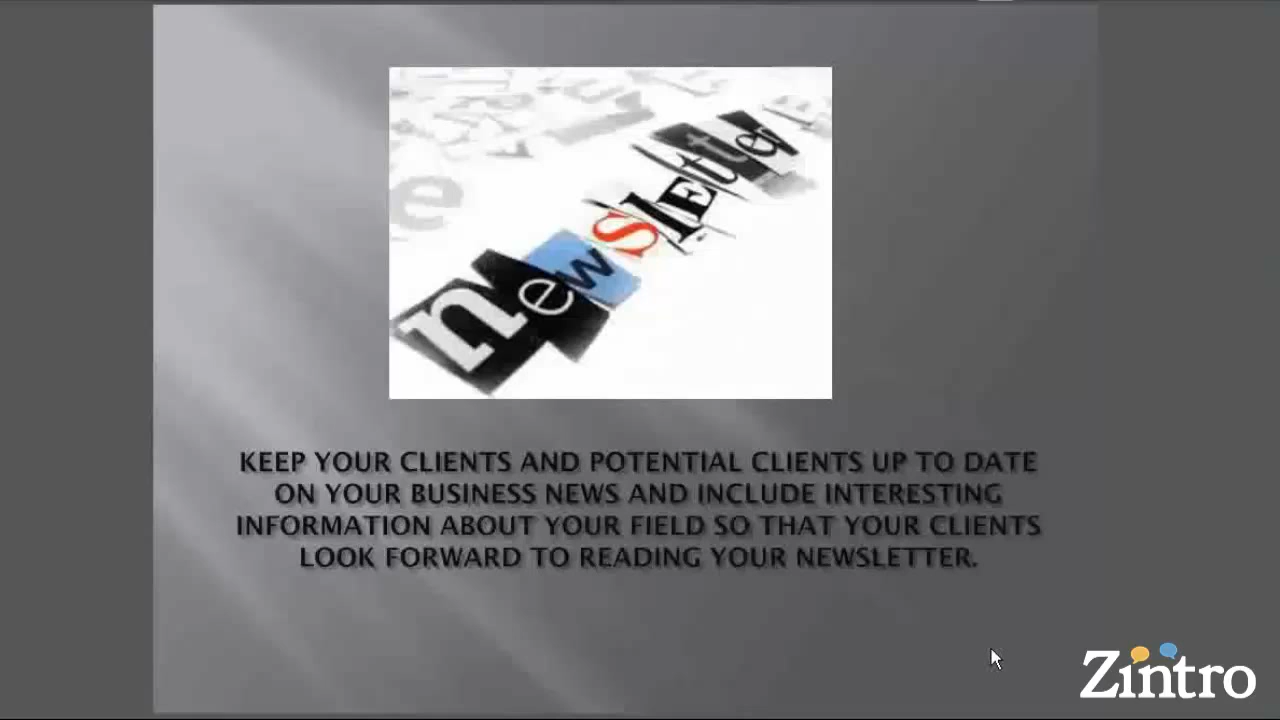 newslEtter
KEEP YOUR CLIENTS AND POTENTIAL CLIENTS UP TO DATE
ON YOUR BUSINESS NEWS AND INCLUDE INTERESTING
INFORMATION ABOUT YOUR FIELD SO THAT YOUR CLIENTS
LOOK FORWARD TO READING YOUR NEWSLETTER.
Zintro